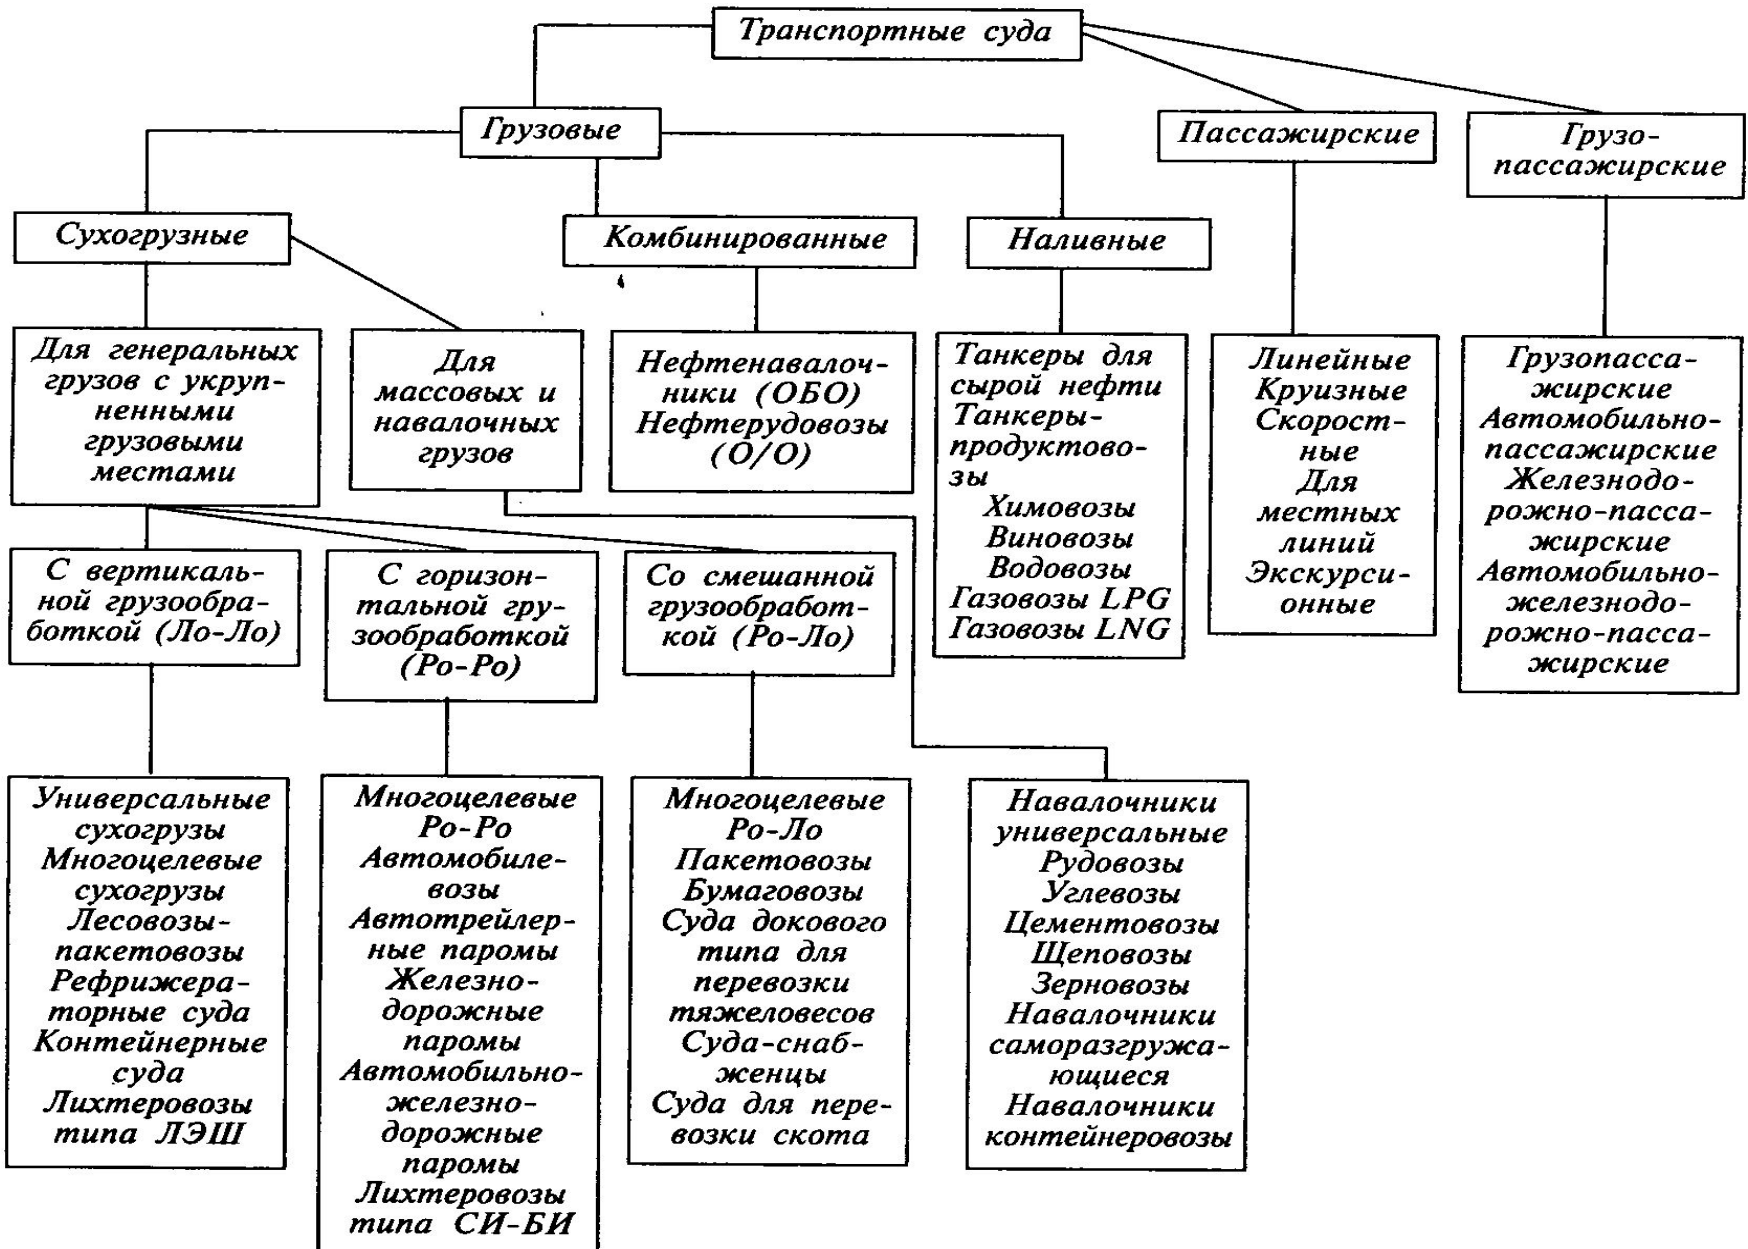 Транспортные суда
Грузовые
Пассажирские
Грузо-
пассажирские
Сухогрузные
Комбинированные
Наливные
Для генеральных
грузов с укруп-
ненными
грузовыми
местами
Для
массовых и
навалочных
грузов
Нефтенавалоч-
ники (ОБО)
Нефтерудовозы
(О/О)
Танкеры для
сырой нефти
Танкеры-
продуктово-
зы
Химовозы
Виновозы
Водовозы
Газовозы LPG
Газовозы LNG
Линейные
Круизные
Скорост-
ные
Для
местных
линий
Экскурси-
онные
Грузопасса-
жирские
Автомобильно-
пассажирские
Железнодо-
рожно-пасса-
жирские
Автомобильно-
железнодо-
рожно-пасса-
жирские
С вертикаль-
ной грузообра-
боткой (Ло-Ло)
С горизон-
тальной гру-
зообработкой
(Ро-Ро)
Со смешанной
грузообработ-
кой (Ро-Ло)
Универсальные
сухогрузы
Многоцелевые
сухогрузы
Лесовозы-
пакетовозы
Рефрижера-
торные суда
Контейнерные
суда
Лихтеровозы
типа ЛЭШ
Многоцелевые
Ро-Ро
Автомобиле-
возы
Автотрейлер-
ные паромы
Железно-
дорожные
паромы
Автомобильно-
железно-
дорожные
паромы
Лихтеровозы
типа СИ-БИ
Многоцелевые
Ро-Ло
Пакетовозы
Бумаговозы
Суда докового
типа для
перевозки
тяжеловесов
Суда-снаб-
женцы
Суда для пере-
возки скота
Навалочники
универсальные
Рудовозы
Углевозы
Цементовозы
Щеповозы
Зерновозы
Навалочники
саморазгружа-
ющиеся
Навалочники
контейнеровозы